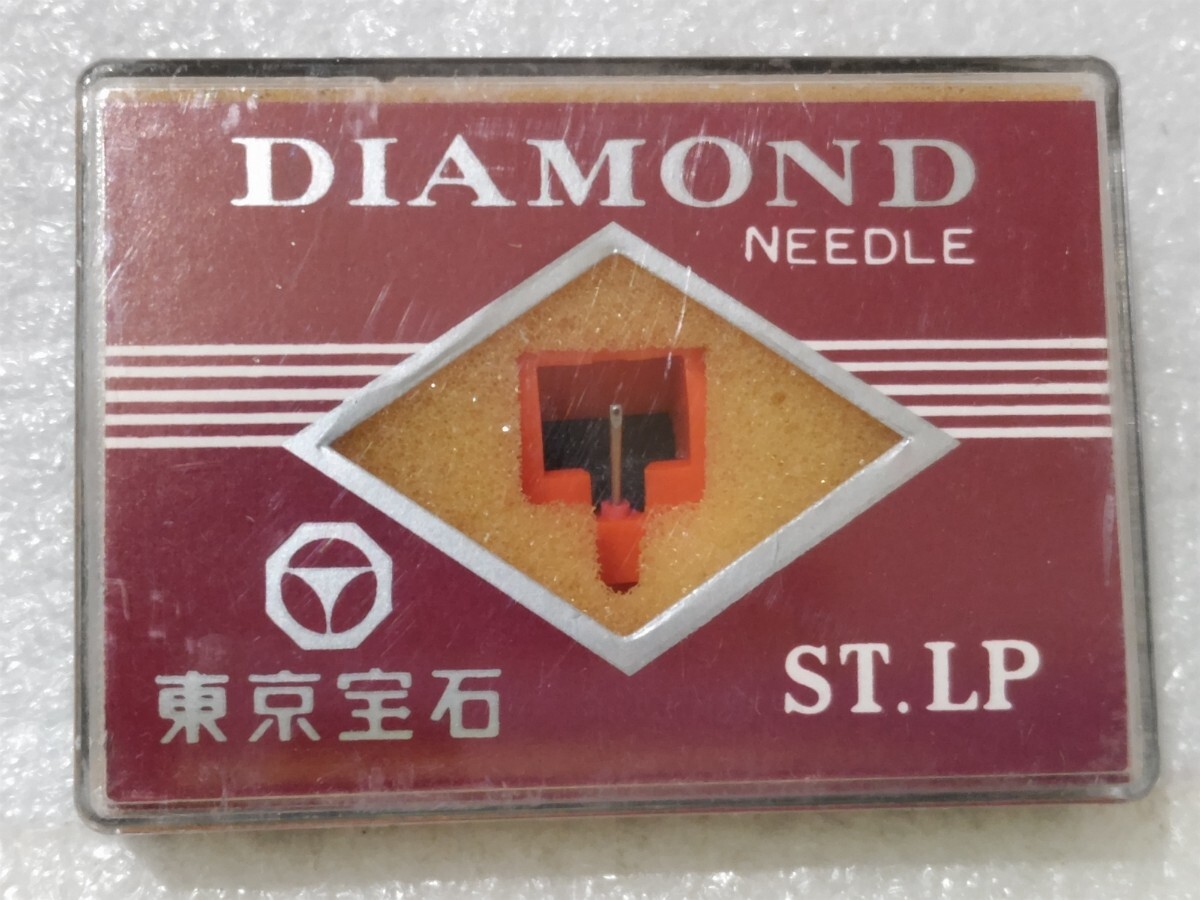 DIAMOND
NEEDLE
東京宝石
ST.LP